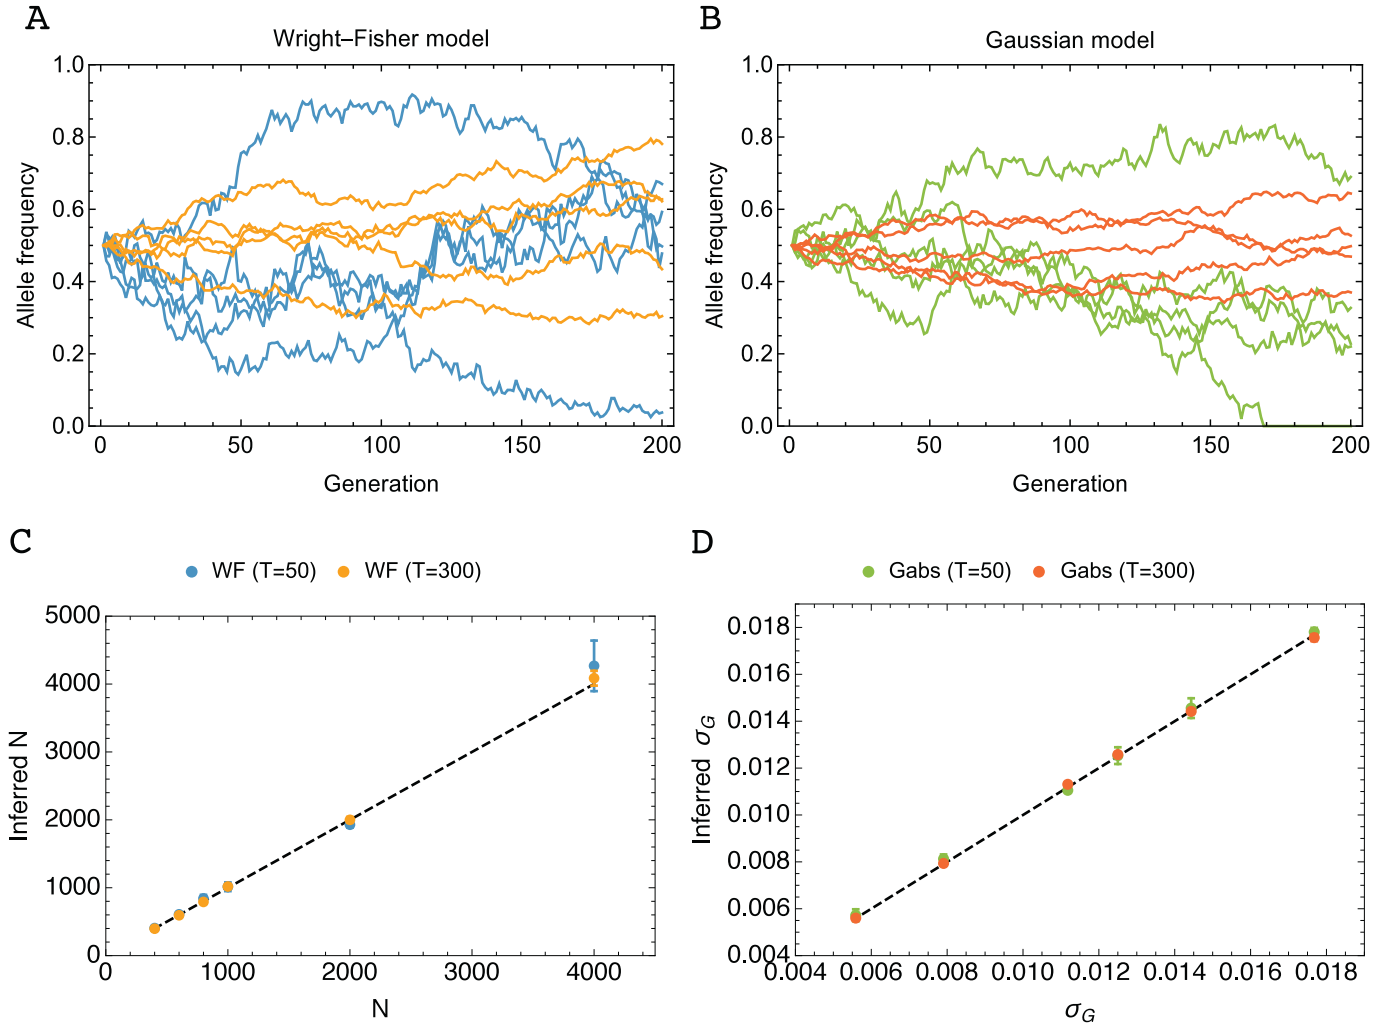 A
Wright–Fisher model
1.0
0.8
0.6
0.4
0.2
0.0
Allele frequency
0
50
100
150
200
Generation
B
Gaussian model
1.0
0.8
0.6
0.4
0.2
0.0
Allele frequency
0
50
100
150
200
Generation
C
WF (T=50)
WF (T=300)
5000
4000
3000
2000
1000
0
Inferred N
0
1000
2000
3000
4000
N
D
Gabs (T=50)
Gabs (T=300)
0.018
0.016
0.014
0.012
0.010
0.008
0.006
0.004
Inferred σG
0.004
0.006
0.008
0.010
0.012
0.014
0.016
0.018
σG